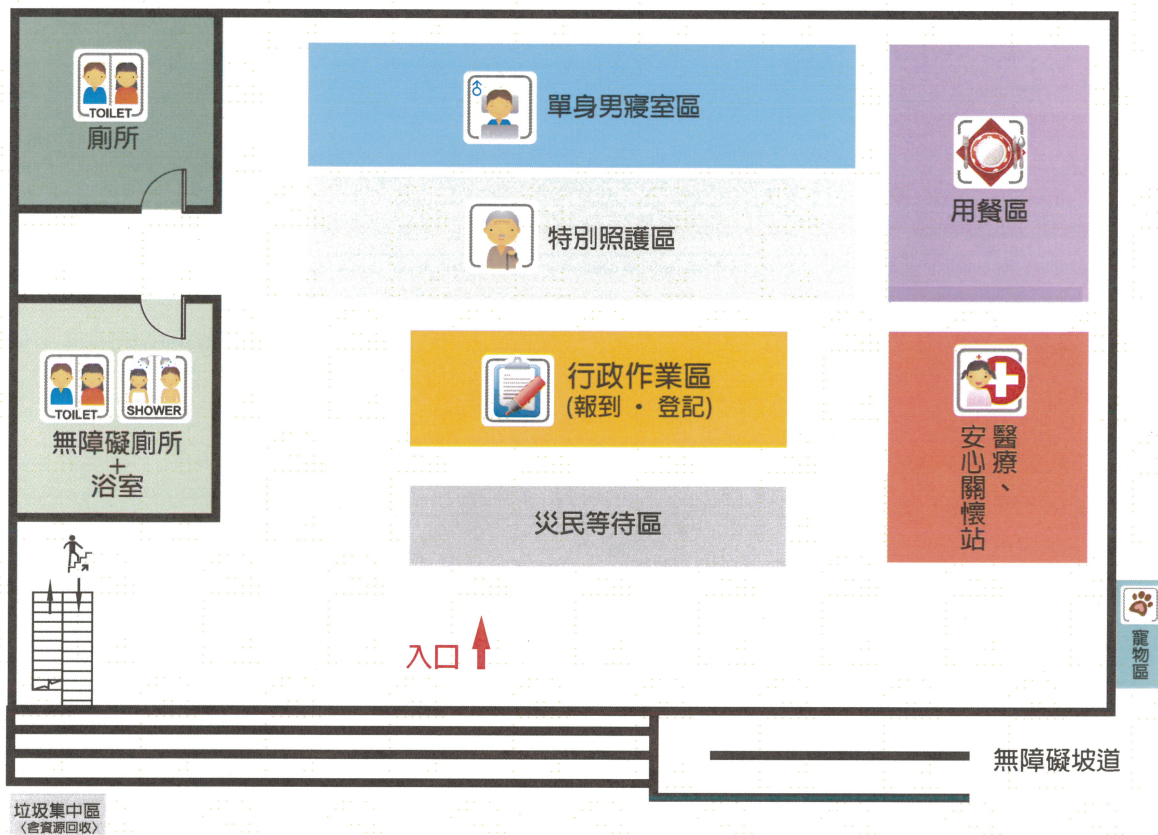 TOILET
廁所
單身男寢室區
用餐區
特別照護區
TOILET
SHOWER
無障礙廁所
+
浴室
行政作業區
(報到 · 登記)
醫療、
安心關懷站
災民等待區
入口
寵物區
無障礙坡道
垃圾集中區
〈含資源回收〉